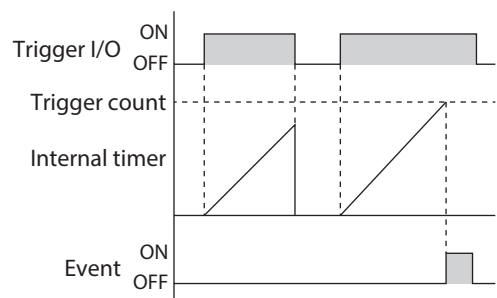 ON
Trigger I/O
OFF
Trigger count
Internal timer
ON
Event
OFF